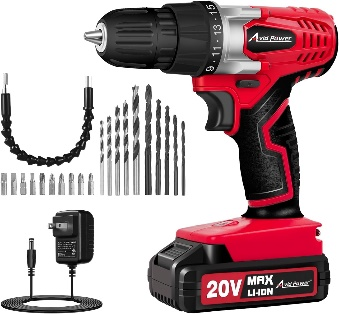 9·11·13·15
Avid Power
Avid Power
20V MAX
LI-ION